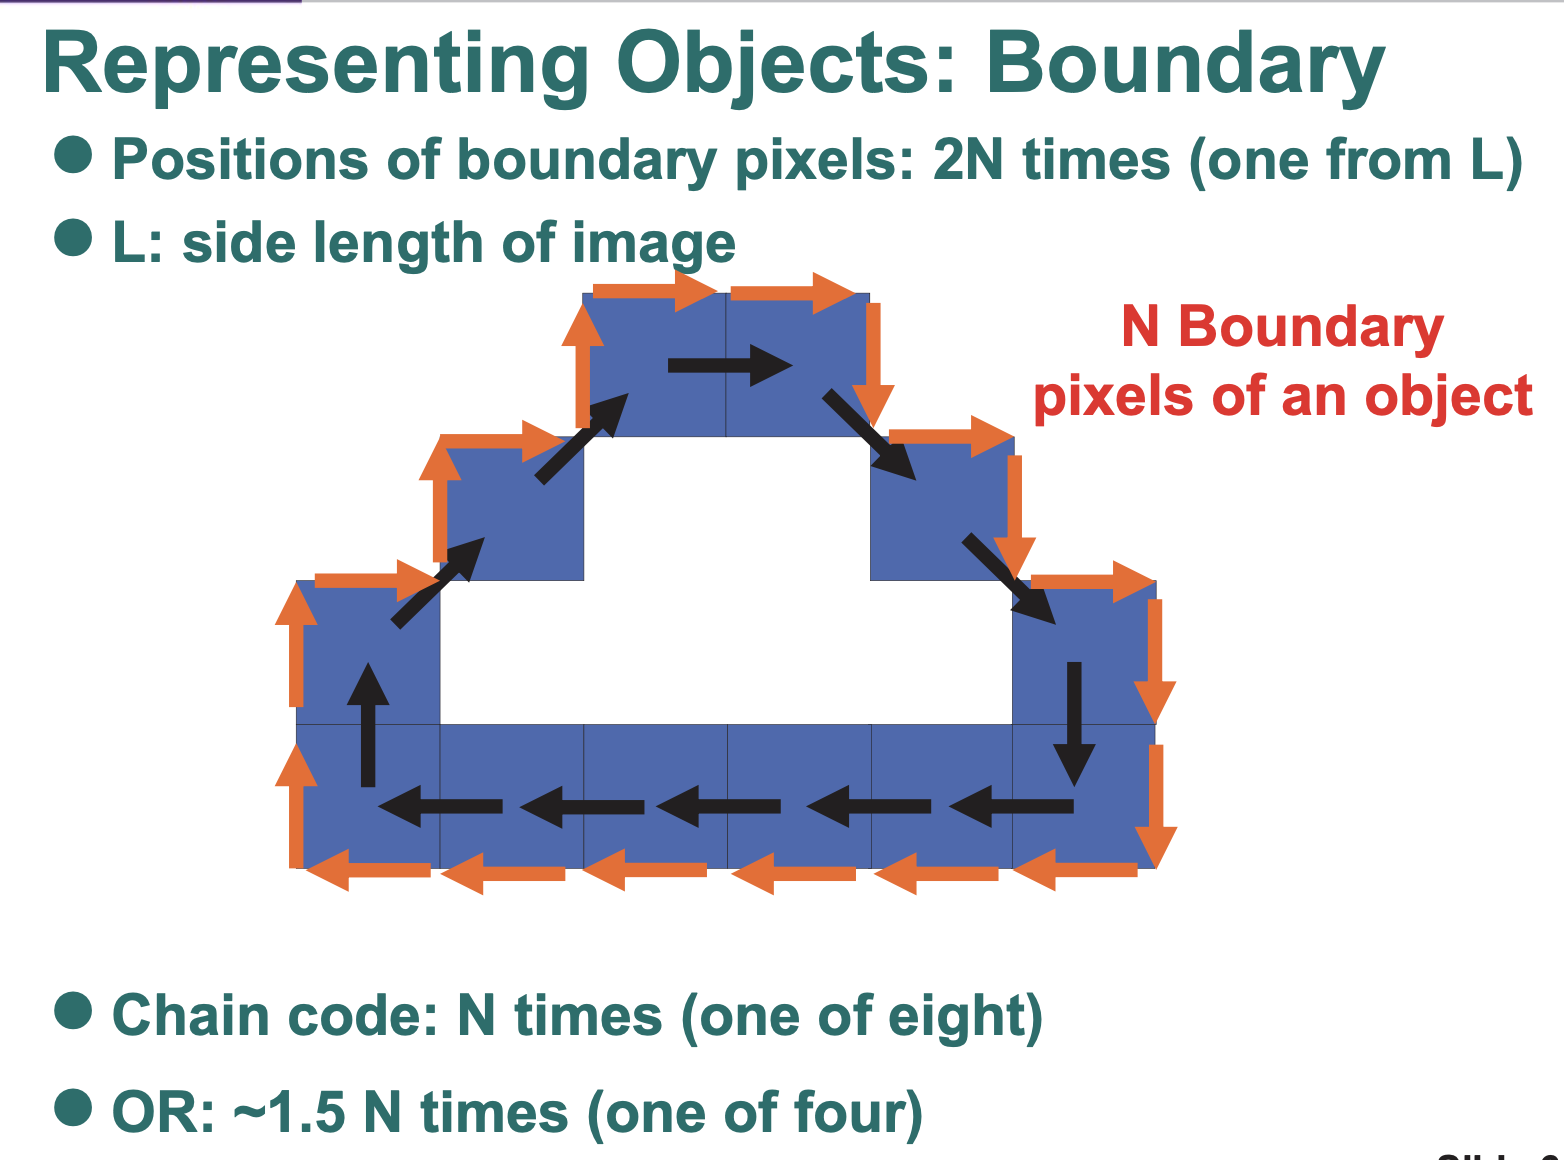 Representing Objects: Boundary
● Positions of boundary pixels: 2N times (one from L)
● L: side length of image
N Boundary
pixels of an object
● Chain code: N times (one of eight)
● OR: ~1.5 N times (one of four)